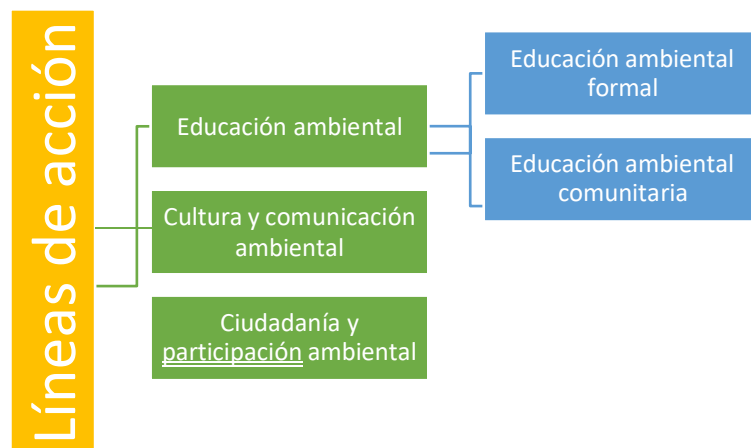 Líneas de acción
Educación ambiental
Cultura y comunicación
ambiental
Ciudadanía y
participación ambiental
Educación ambiental
formal
Educación ambiental
comunitaria